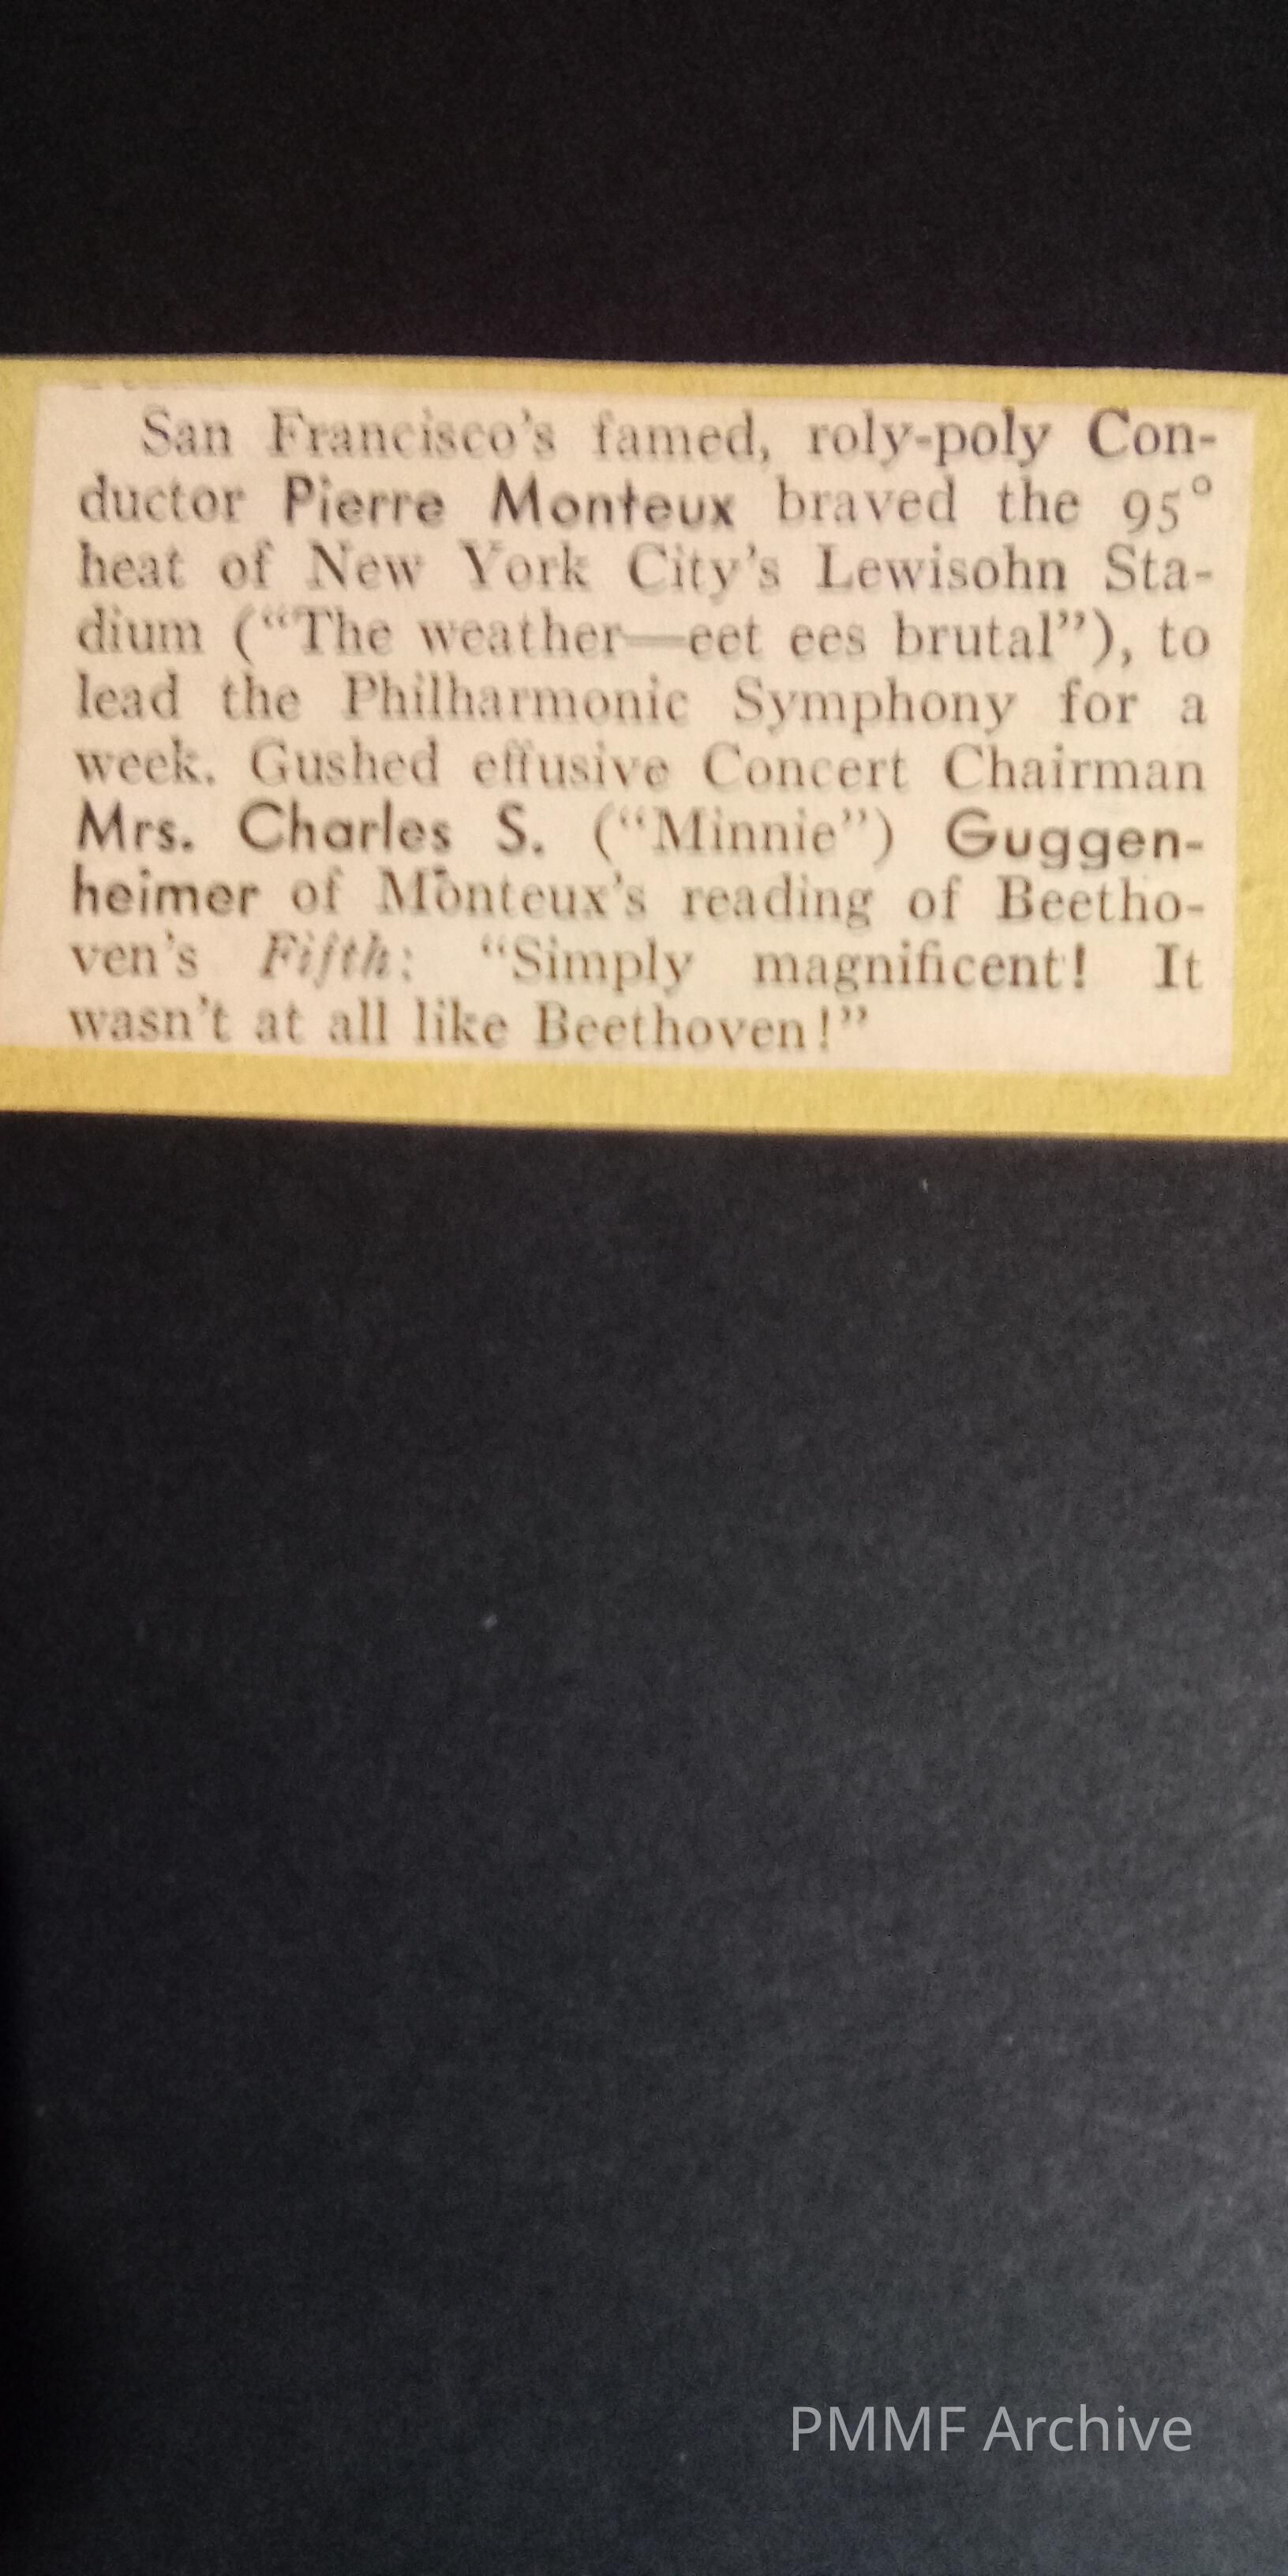 San Francisco's famed, roly-poly Con-
ductor Pierre Monteux braved the 95°
heat of New York City's Lewisohn Sta-
dium (“The weather—eet ees brutal”), to
lead the Philharmonic Symphony for a
week. Gushed effusive Concert Chairman
Mrs. Charles S. (“Minnie”) Guggen-
heimer of Monteux's reading of Beetho-
ven's Fifth: “Simply magnificent! It
wasn't at all like Beethoven!”
PMMF Archive